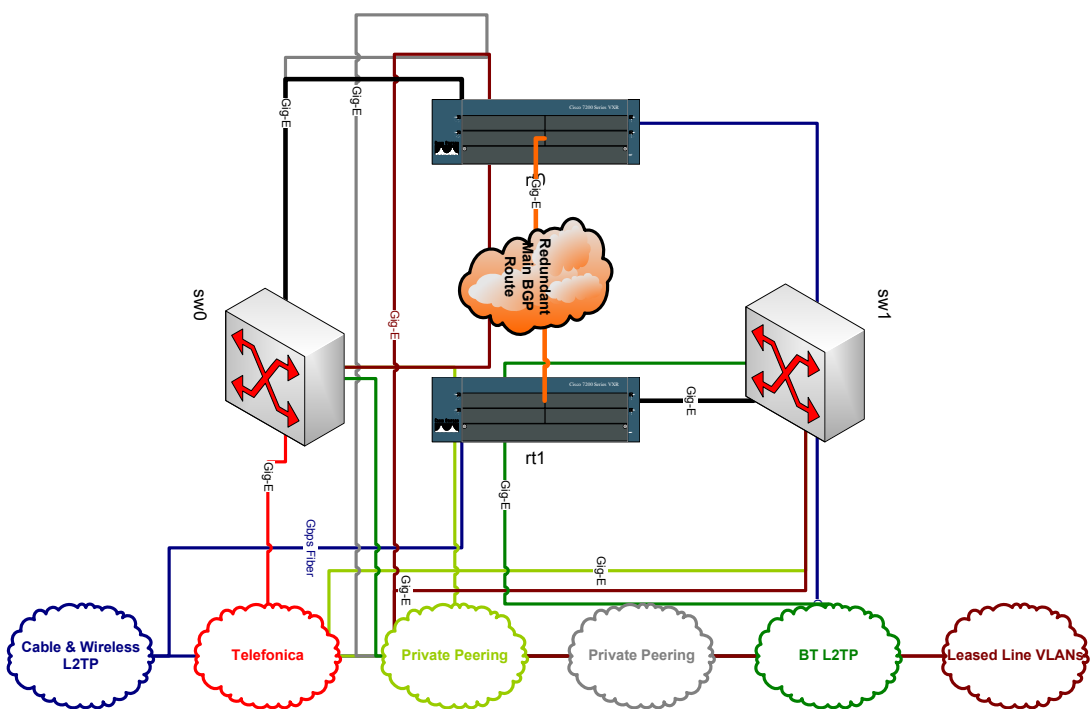 Gig-E
Gig-E
Cisco 7200 Series VXR
Gig-E
Redundant
Main BGP
Route
sw0
sw1
Gig-E
Cisco 7200 Series VXR
Gig-E
rt1
Gig-E
Gig-E
Gbps Fiber
Gig-E
Gig-E
Cable & Wireless
L2TP
Telefonica
Private Peering
Private Peering
BT L2TP
Leased Line VLANs